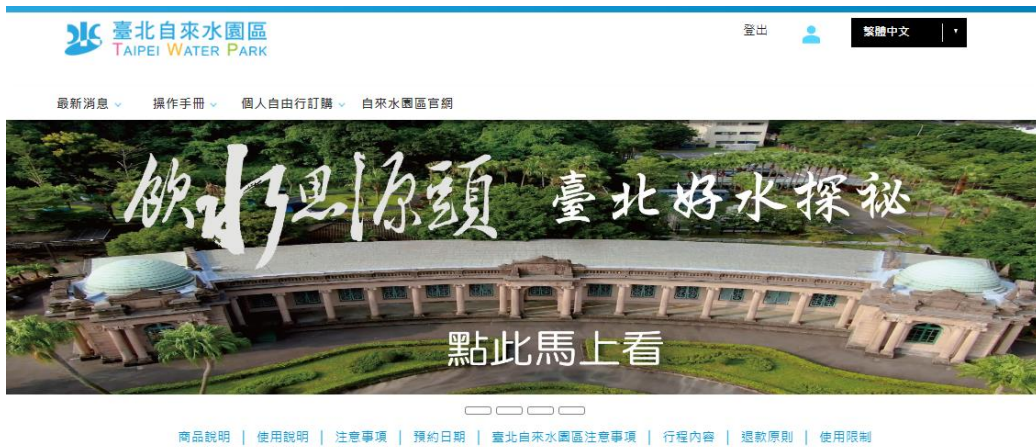 臺北自來水園區
TAIPEI WATER PARK
登出
繁體中文
最新消息 操作手冊 個人自由行訂購 自來水園區官網
飲水思源頭 臺北好水探祕
點此馬上看
商品說明 | 使用說明 | 注意事項 | 預約日期 | 臺北自來水園區注意事項 | 行程內容 | 退款原則 | 使用限制